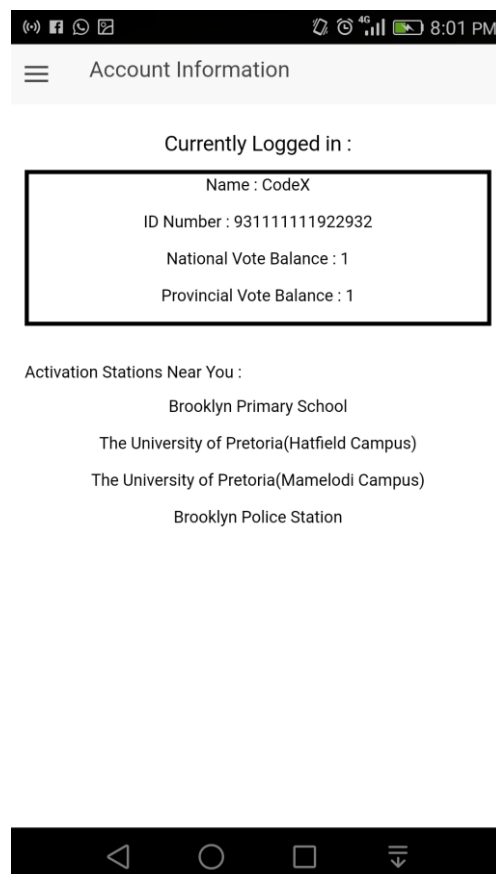 4G 8:01 PM
Account Information
Currently Logged in :
Name : CodeX
ID Number : 931111111922932
National Vote Balance : 1
Provincial Vote Balance : 1
Activation Stations Near You :
Brooklyn Primary School
The University of Pretoria(Hatfield Campus)
The University of Pretoria(Mamelodi Campus)
Brooklyn Police Station